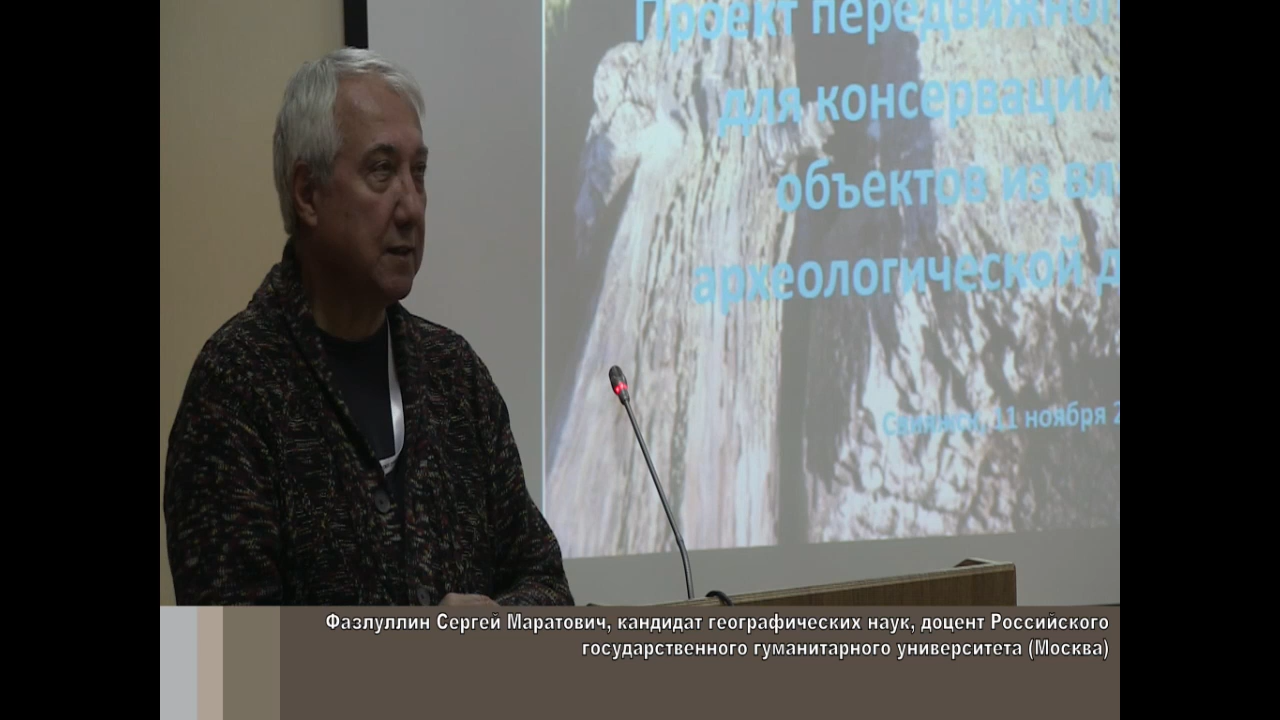 Проект передвижно
для консервации
объектов из вл
археологической д
Свияжск, 11 ноября 2
Фазлуллин Сергей Маратович, кандидат географических наук, доцент Российского
государственного гуманитарного университета (Москва)